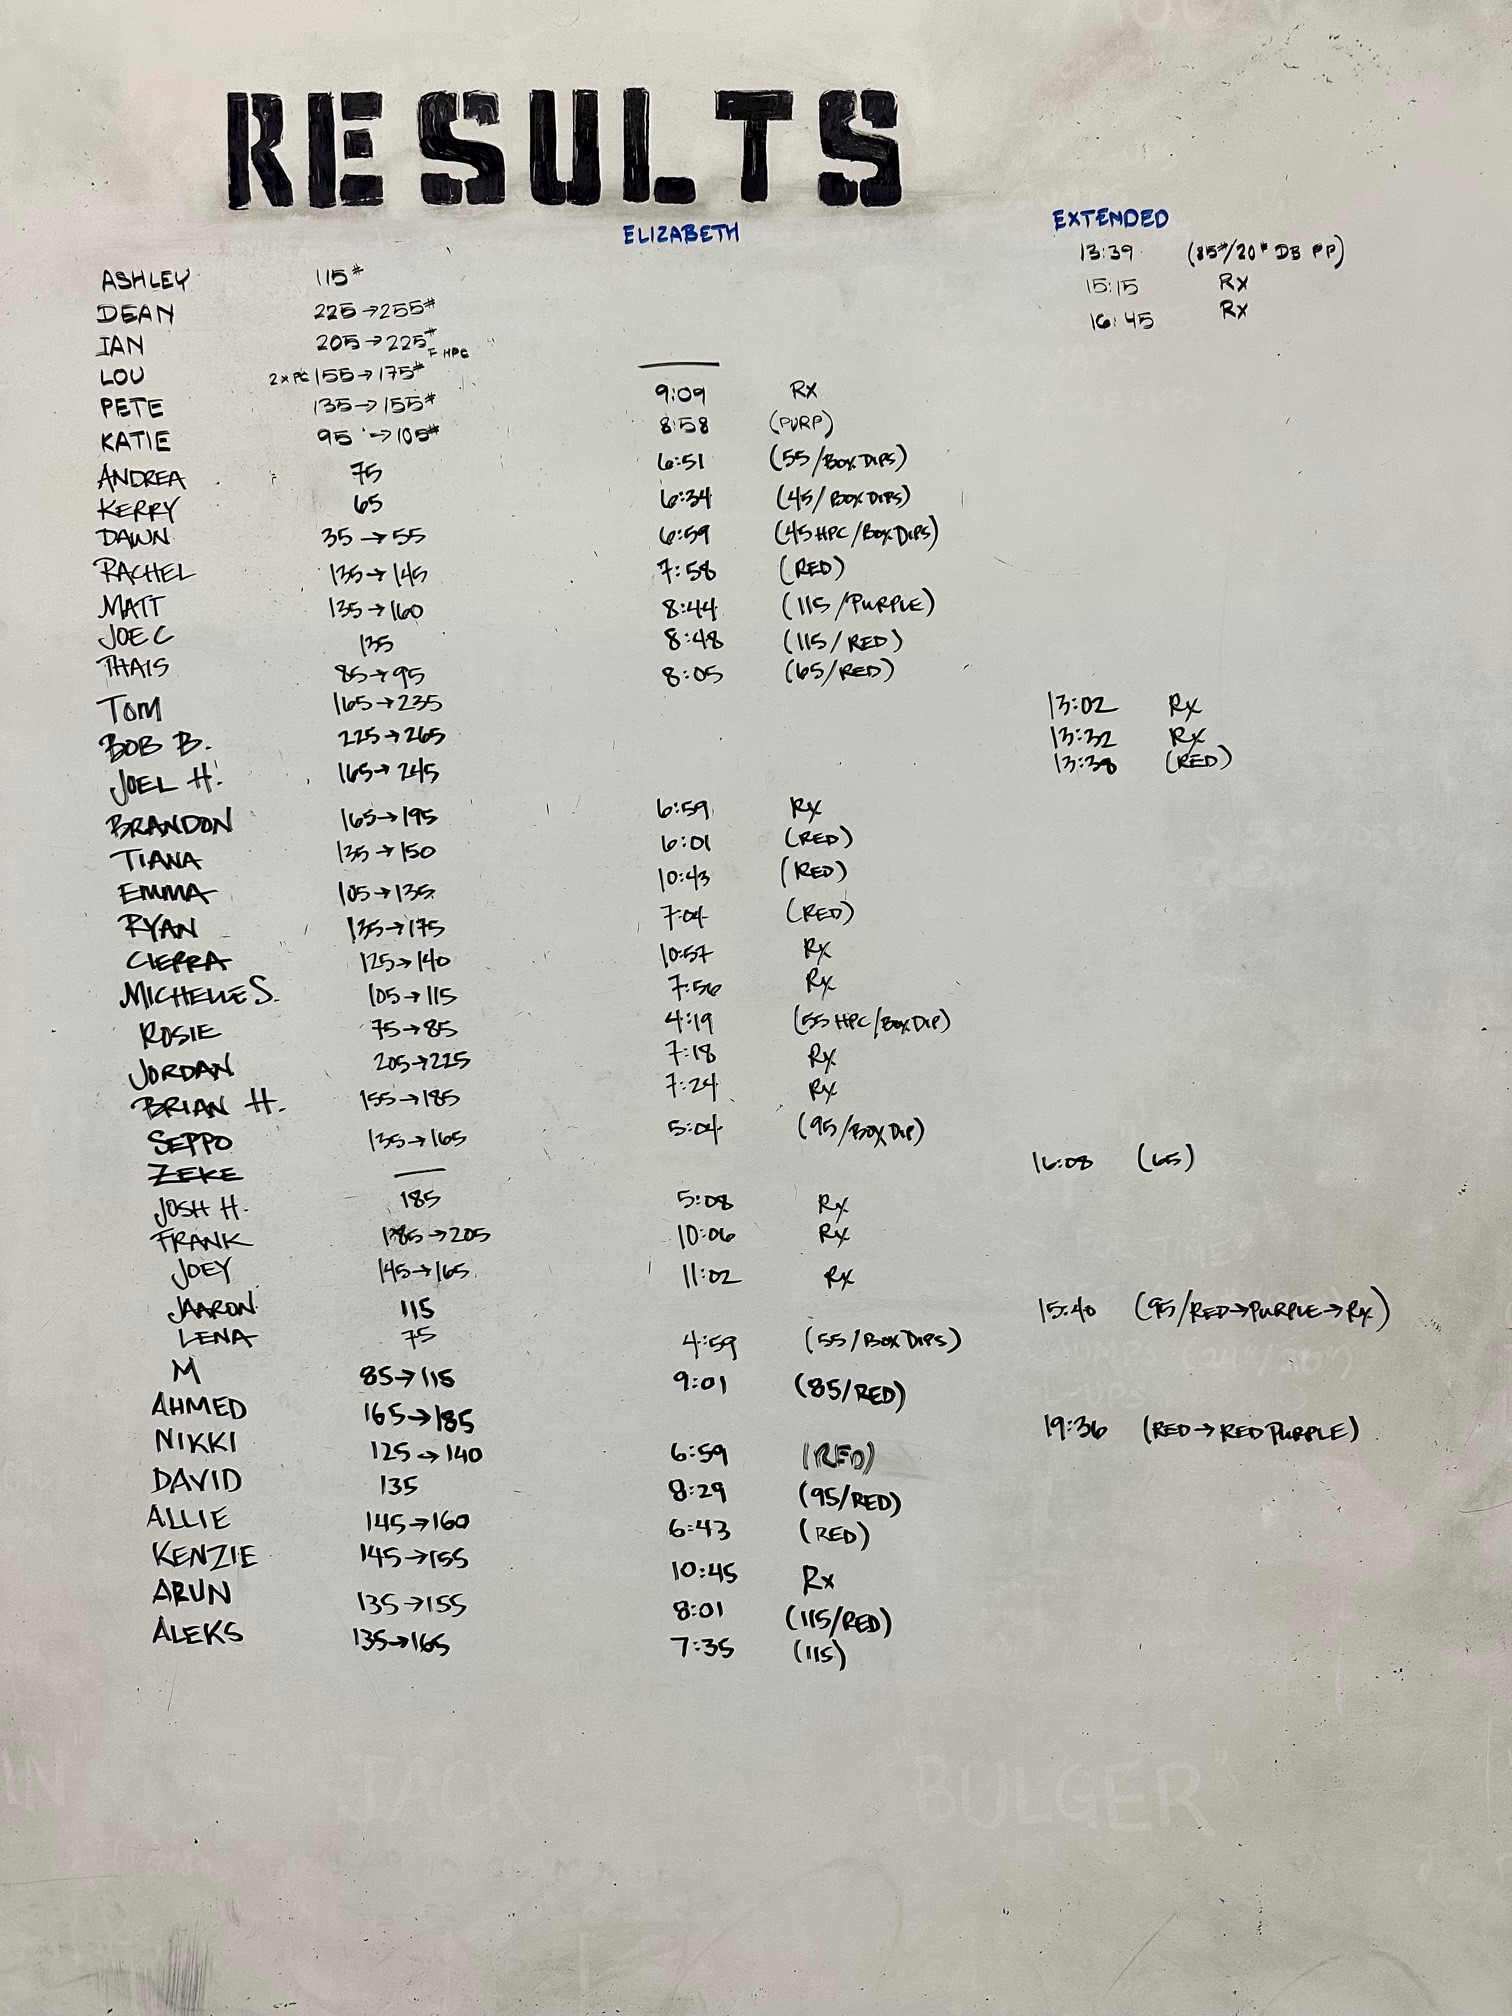 RESULTS
ELIZABETH EXTENDED
ASHLEY 115# 13:39 (85#/20# DB PP)
DEAN 225→255# 15:15 Rx
IAN 205→225# 16:45 Rx
LOU 2xPC 155→175# F HPC —
PETE 135→155# 9:09 Rx
KATIE 95→105# 8:58 (PURP)
ANDREA 75 6:51 (55/BOX DIPS)
KERRY 65 6:34 (45/BOX DIPS)
DAWN 35→55 6:59 (45 HPC/BOX DIPS)
RACHEL 135→145 7:58 (RED)
MATT 135→160 8:44 (115/PURPLE)
JOE C 135 8:48 (115/RED)
THAIS 85→95 8:05 (65/RED)
TOM 165→235 13:02 Rx
BOB B. 225→265 13:32 Rx
JOEL H. 165→245 13:38 (RED)
BRANDON 165→195 6:59 Rx
TIANA 135→150 6:01 (RED)
EMMA 105→135 10:43 (RED)
RYAN 135→175 7:04 (RED)
CIERRA 125→140 10:57 Rx
MICHELLE S. 105→115 7:56 Rx
ROSIE 75→85 4:19 (55 HPC/BOX DIP)
JORDAN 205→225 7:18 Rx
BRIAN H. 155→185 7:24 Rx
SEPPO 135→165 5:04 (95/BOX DIP)
ZEKE — 16:08 (65)
JOSH H. 185 5:08 Rx
FRANK 185→205 10:06 Rx
JOEY 145→165 11:02 Rx
JAARON 115 15:40 (95/RED→PURPLE→Rx)
LENA 75 4:59 (55/BOX DIPS)
M 85→115 9:01 (85/RED)
AHMED 165→185 19:36 (RED→RED PURPLE)
NIKKI 125→140 6:59 (RED)
DAVID 135 8:29 (95/RED)
ALLIE 145→160 6:43 (RED)
KENZIE 145→155 10:45 Rx
ARUN 135→155 8:01 (115/RED)
ALEKS 135→165 7:35 (115)
"JACK" "BULGER"